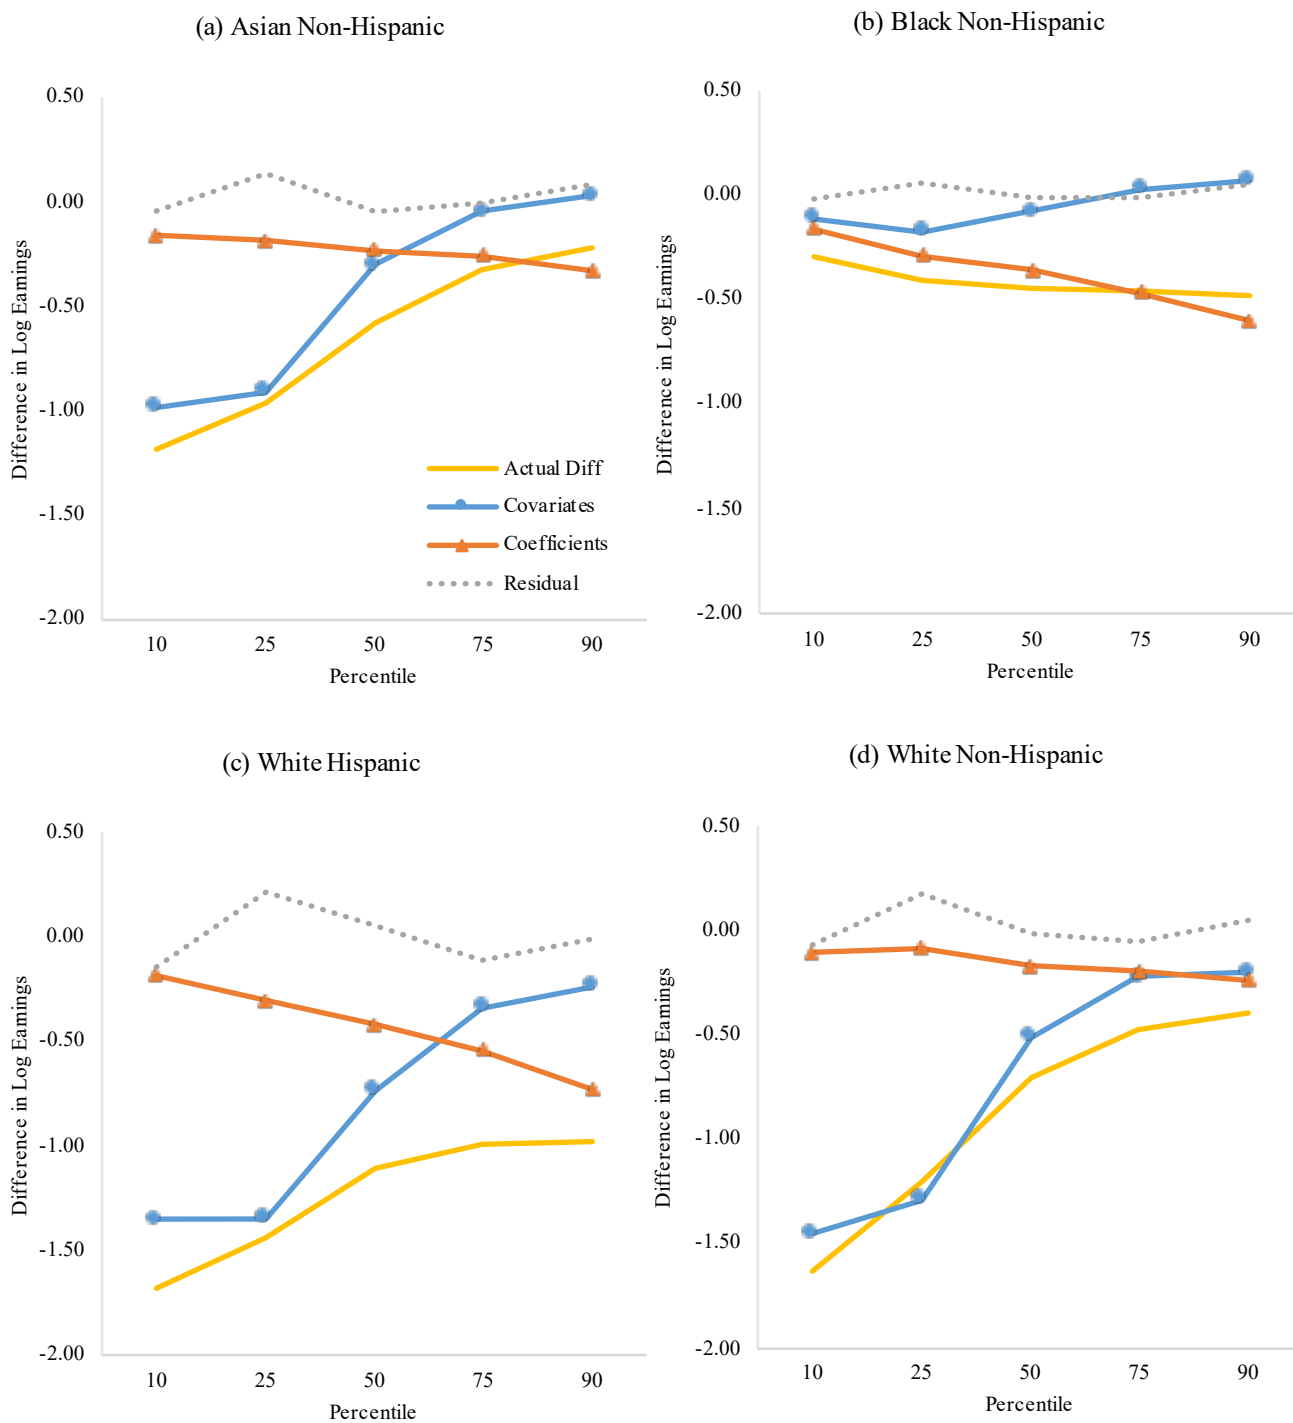 (a) Asian Non-Hispanic
0.50
0.00
-0.50
-1.00
-1.50
-2.00
Difference in Log Earnings
Actual Diff
Covariates
Coefficients
Residual
10 25 50 75 90
Percentile
(b) Black Non-Hispanic
0.50
0.00
-0.50
-1.00
-1.50
-2.00
Difference in Log Earnings
10 25 50 75 90
Percentile
(c) White Hispanic
0.50
0.00
-0.50
-1.00
-1.50
-2.00
Difference in Log Earnings
10 25 50 75 90
Percentile
(d) White Non-Hispanic
0.50
0.00
-0.50
-1.00
-1.50
-2.00
Difference in Log Earnings
10 25 50 75 90
Percentile